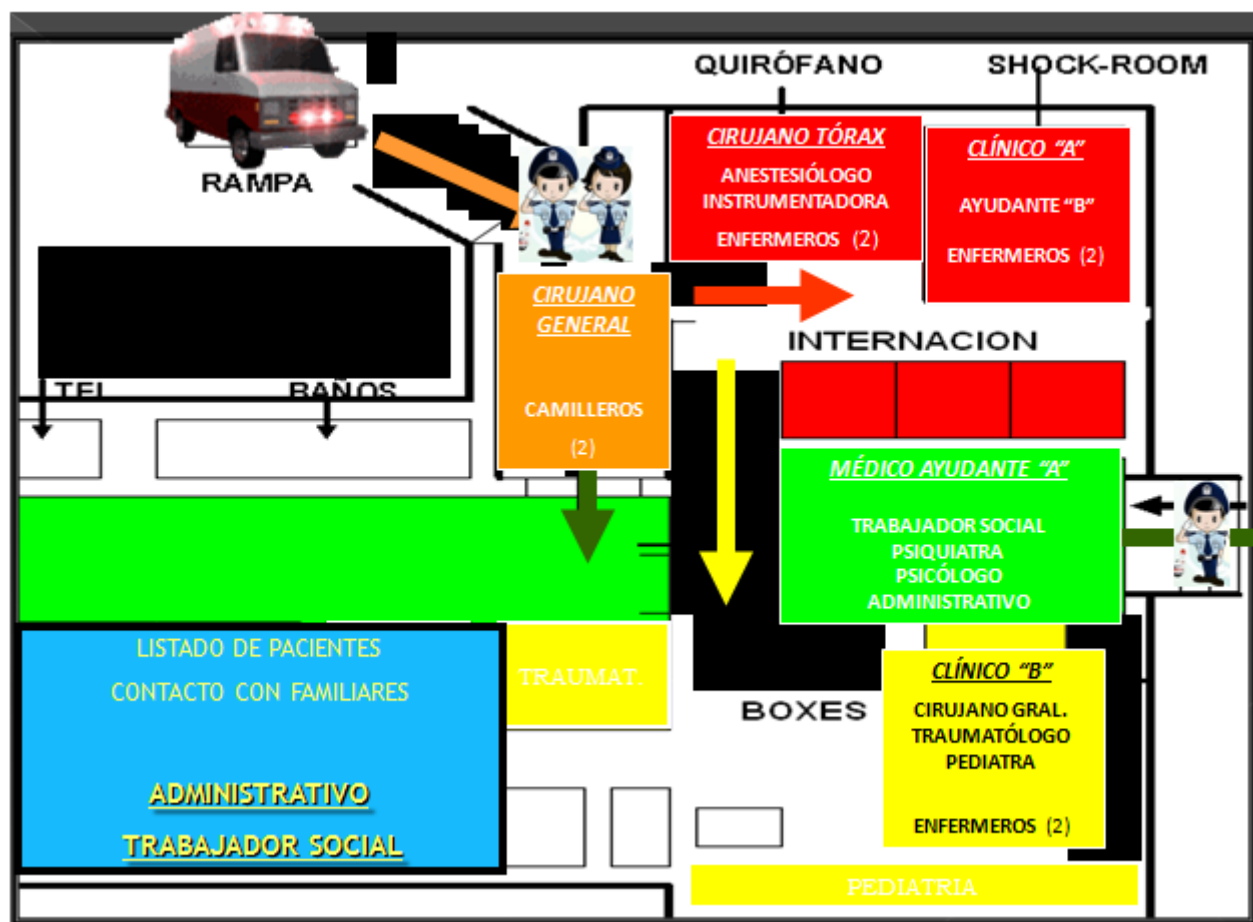 QUIRÓFANO
SHOCK-ROOM
RAMPA
CIRUJANO TÓRAX
ANESTESIÓLOGO
INSTRUMENTADORA
ENFERMEROS (2)
CLÍNICO “A”
AYUDANTE “B”
ENFERMEROS (2)
CIRUJANO
GENERAL
CAMILLEROS
(2)
INTERNACION
TEL
BAÑOS
MÉDICO AYUDANTE “A”
TRABAJADOR SOCIAL
PSIQUIATRA
PSICÓLOGO
ADMINISTRATIVO
LISTADO DE PACIENTES
CONTACTO CON FAMILIARES
ADMINISTRATIVO
TRABAJADOR SOCIAL
TRAUMAT.
BOXES
CLÍNICO “B”
CIRUJANO GRAL.
TRAUMATÓLOGO
PEDIATRA
ENFERMEROS (2)
PEDIATRIA